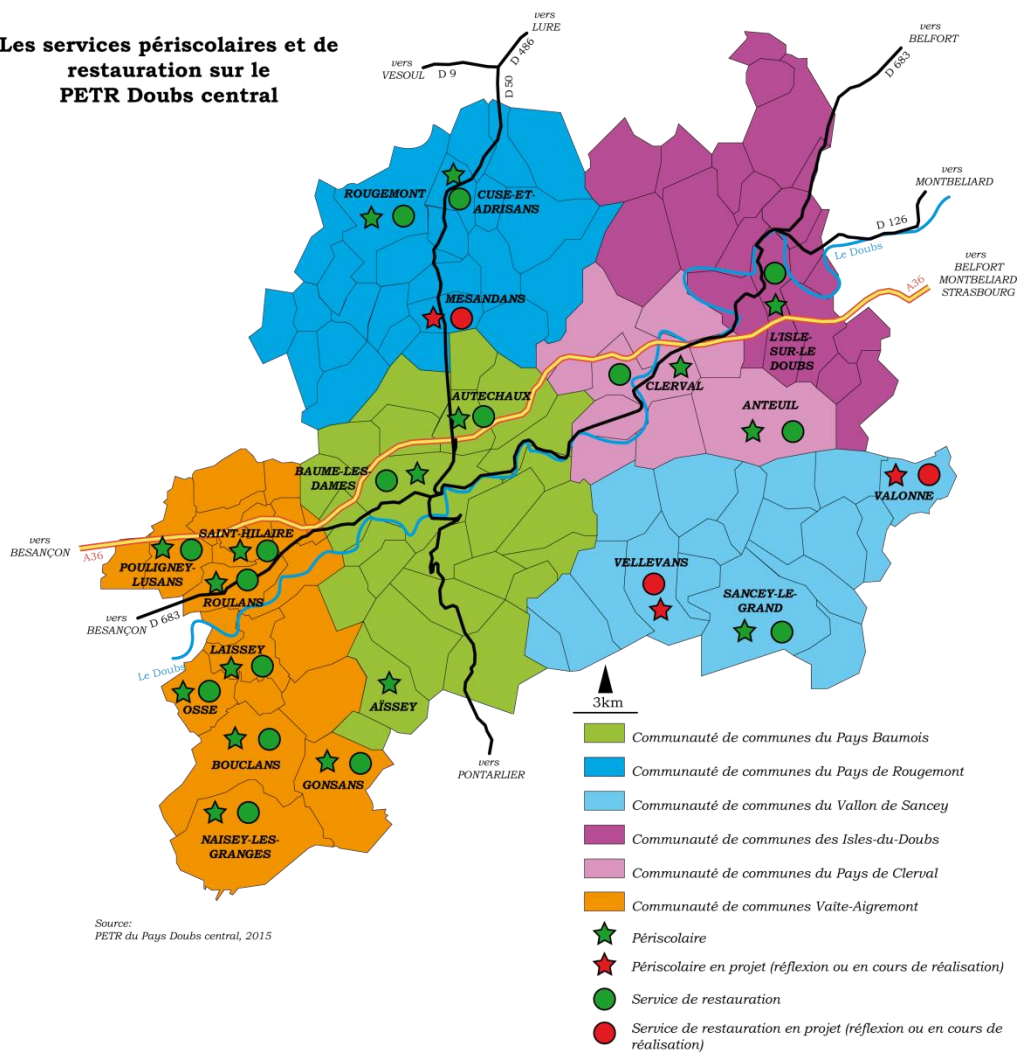 Les services périscolaires et de
restauration sur le
PETR Doubs central
vers
LURE
vers
VESOUL
D 9
D 486
D 50
vers
BELFORT
D 683
vers
MONTBELIARD
D 126
Le Doubs
vers
BELFORT
MONTBELIARD
STRASBOURG
A36
ROUGEMONT
CUSE-ET-
ADRISANS
MESANDANS
L'ISLE-
SUR-LE
DOUBS
CLERVAL
AUTECHAUX
ANTEUIL
BAUME-LES-
DAMES
VALONNE
vers
BESANÇON
A36
SAINT-HILAIRE
POULIGNEY-
LUSANS
ROULANS
vers
BESANÇON
D 683
Le Doubs
VELLEVANS
SANCEY-LE-
GRAND
LAISSEY
OSSE
AÏSSEY
BOUCLANS
GONSANS
NAISEY-LES-
GRANGES
vers
PONTARLIER
3km
Communauté de communes du Pays Baumois
Communauté de communes du Pays de Rougemont
Communauté de communes du Vallon de Sancey
Communauté de communes des Isles-du-Doubs
Communauté de communes du Pays de Clerval
Communauté de communes Vaîte-Aigremont
Périscolaire
Périscolaire en projet (réflexion ou en cours de réalisation)
Service de restauration
Service de restauration en projet (réflexion ou en cours de
réalisation)
Source:
PETR du Pays Doubs central, 2015